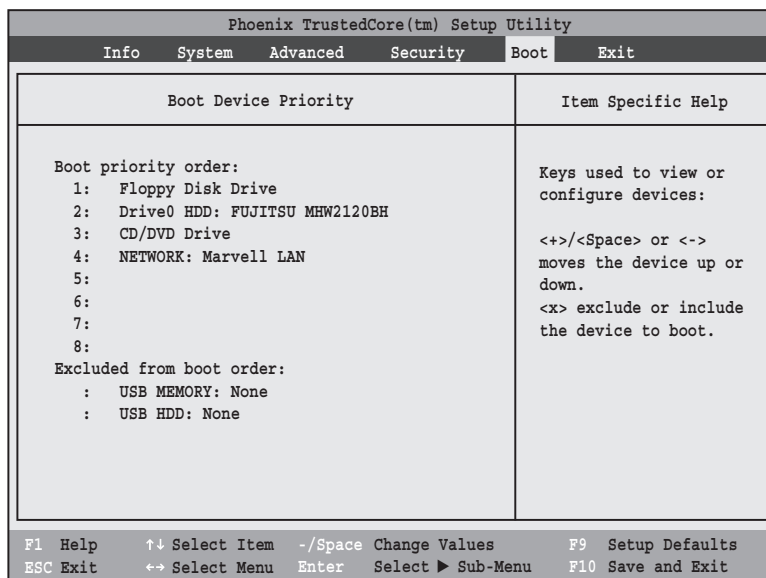 Phoenix TrustedCore(tm) Setup Utility
Info System Advanced Security Boot Exit
Boot Device Priority
Item Specific Help
Boot priority order:
1: Floppy Disk Drive
2: Drive0 HDD: FUJITSU MHW2120BH
3: CD/DVD Drive
4: NETWORK: Marvell LAN
5:
6:
7:
8:
Excluded from boot order:
: USB MEMORY: None
: USB HDD: None
Keys used to view or
configure devices:
<+>/<Space> or <->
moves the device up or
down.
<x> exclude or include
the device to boot.
F1 Help ↑↓ Select Item -/Space Change Values F9 Setup Defaults
ESC Exit ←→ Select Menu Enter Select ▶ Sub-Menu F10 Save and Exit